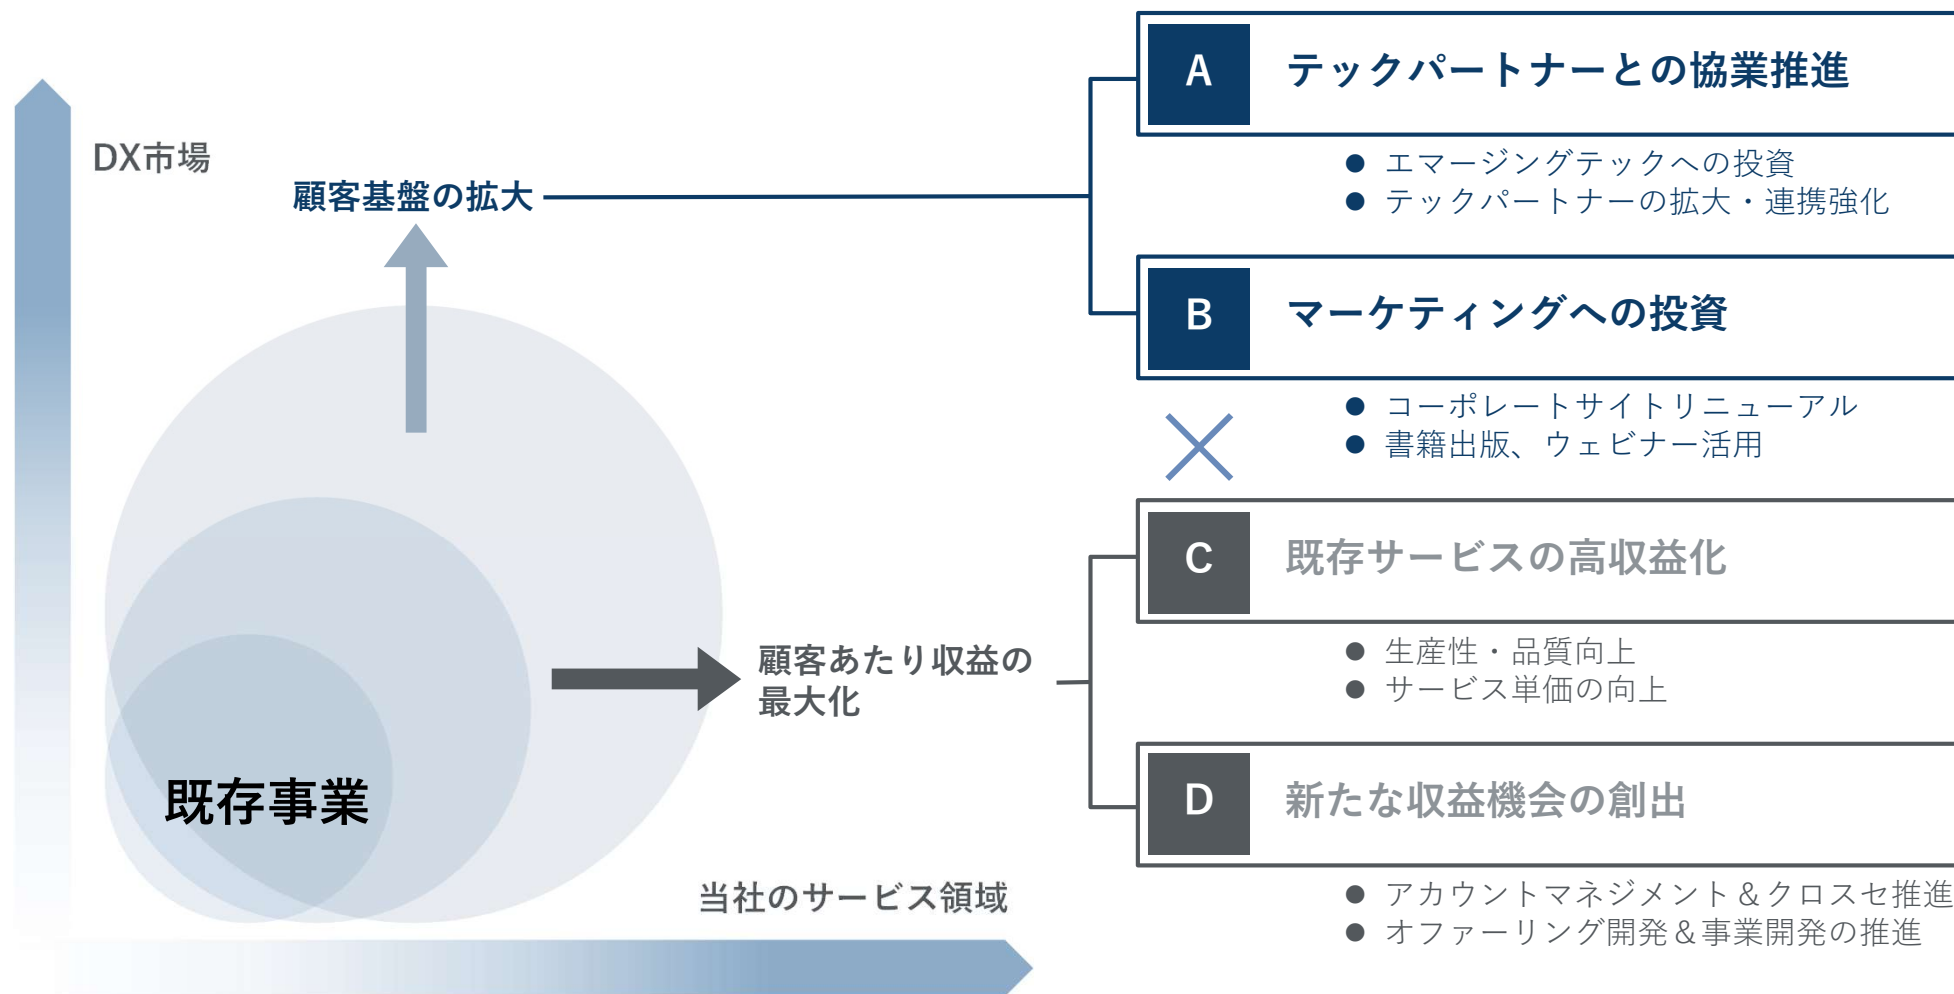 DX市場
顧客基盤の拡大
既存事業
顧客あたり収益の
最大化
当社のサービス領域
A テックパートナーとの協業推進
● エマージングテックへの投資
● テックパートナーの拡大・連携強化
B マーケティングへの投資
● コーポレートサイトリニューアル
● 書籍出版、ウェビナー活用
C 既存サービスの高収益化
● 生産性・品質向上
● サービス単価の向上
D 新たな収益機会の創出
● アカウントマネジメント＆クロスセ推進
● オファーリング開発＆事業開発の推進